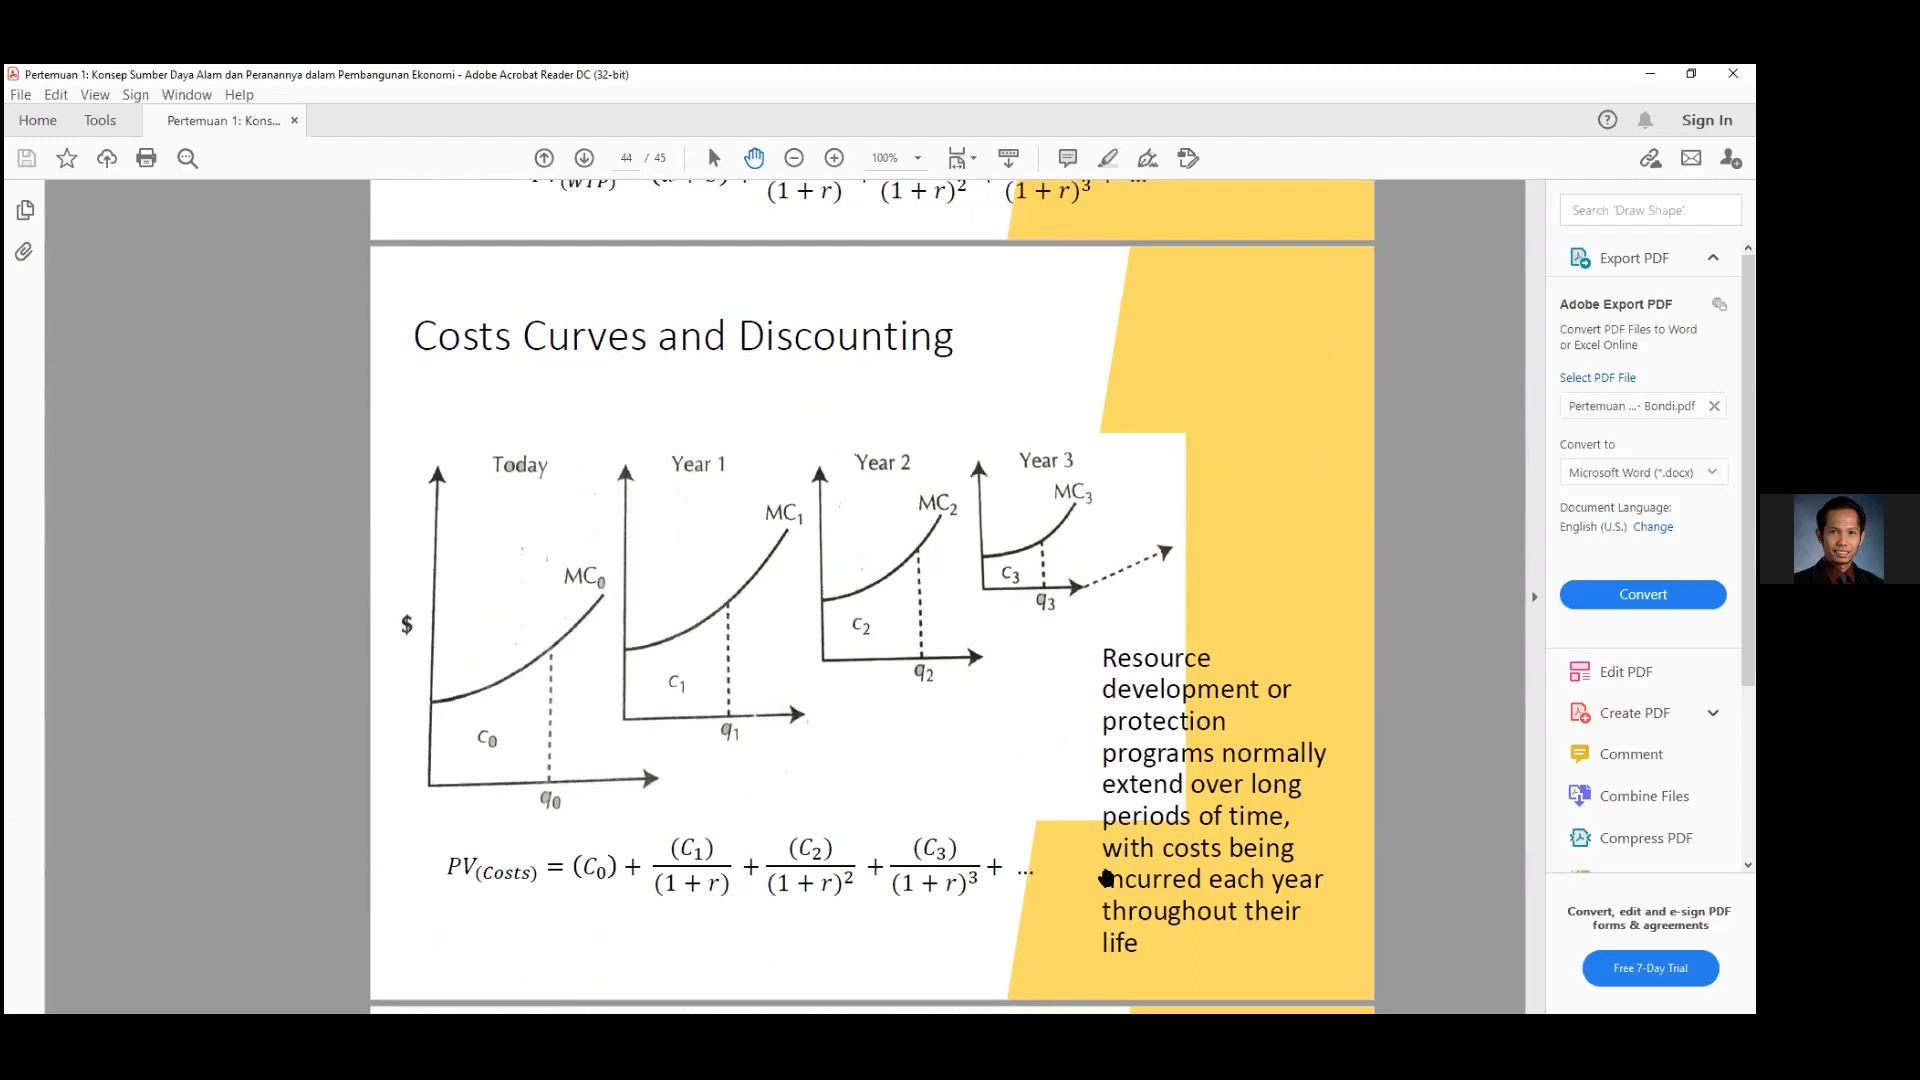 Pertemuan 1: Konsep Sumber Daya Alam dan Peranannya dalam Pembangunan Ekonomi - Adobe Acrobat Reader DC (32-bit)
File Edit View Sign Window Help
Home Tools Pertemuan 1: Kons... × Sign In
44 / 45 100%
(1 + r) (1 + r)² (1 + r)³
Costs Curves and Discounting
Today Year 1 Year 2 Year 3
MC₀ MC₁ MC₂ MC₃
$
c₀ c₁ c₂ c₃
q₀ q₁ q₂ q₃
PV(Costs) = (C₀) + (C₁)/(1 + r) + (C₂)/(1 + r)² + (C₃)/(1 + r)³ + ...
Resource
development or
protection
programs normally
extend over long
periods of time,
with costs being
incurred each year
throughout their
life
Search 'Draw Shape'
Export PDF
Adobe Export PDF
Convert PDF Files to Word
or Excel Online
Select PDF File
Pertemuan ...- Bondi.pdf
Convert to
Microsoft Word (*.docx)
Document Language:
English (U.S.) Change
Convert
Edit PDF
Create PDF
Comment
Combine Files
Compress PDF
Convert, edit and e-sign PDF
forms & agreements
Free 7-Day Trial